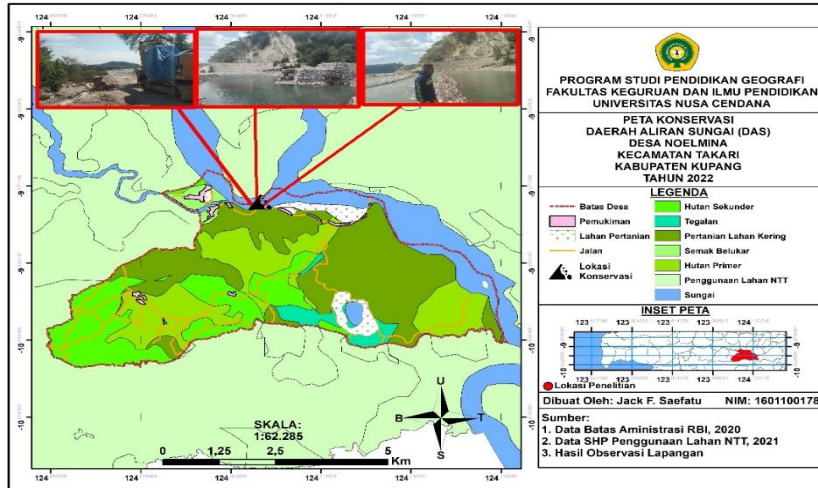 PROGRAM STUDI PENDIDIKAN GEOGRAFI
FAKULTAS KEGURUAN DAN ILMU PENDIDIKAN
UNIVERSITAS NUSA CENDANA
PETA KONSERVASI
DAERAH ALIRAN SUNGAI (DAS)
DESA NOELMINA
KECAMATAN TAKARI
KABUPATEN KUPANG
TAHUN 2022
LEGENDA
Batas Desa
Pemukiman
Lahan Pertanian
Jalan
Lokasi
Konservasi
Hutan Sekunder
Tegalan
Pertanian Lahan Kering
Semak Belukar
Hutan Primer
Penggunaan Lahan NTT
Sungai
INSET PETA
123 123 123 123 123 124
-9
-10
Lokasi Penelitian
Dibuat Oleh: Jack F. Saefatu NIM: 1601100178
Sumber:
1. Data Batas Aministrasi RBI, 2020
2. Data SHP Penggunaan Lahan NTT, 2021
3. Hasil Observasi Lapangan
124 124 124 124 124 124
-9
-9
-9
-9
-10
-10
U
B T
S
SKALA:
1:62.285
0 1,25 2,5 5
Km
124 124 124 124 124 124